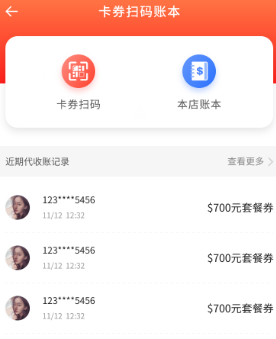 卡券扫码账本
卡券扫码
本店账本
近期代收账记录
查看更多
123****5456
11/12 12:32
$700元套餐券
123****5456
11/12 12:32
$700元套餐券
123****5456
11/12 12:32
$700元套餐券